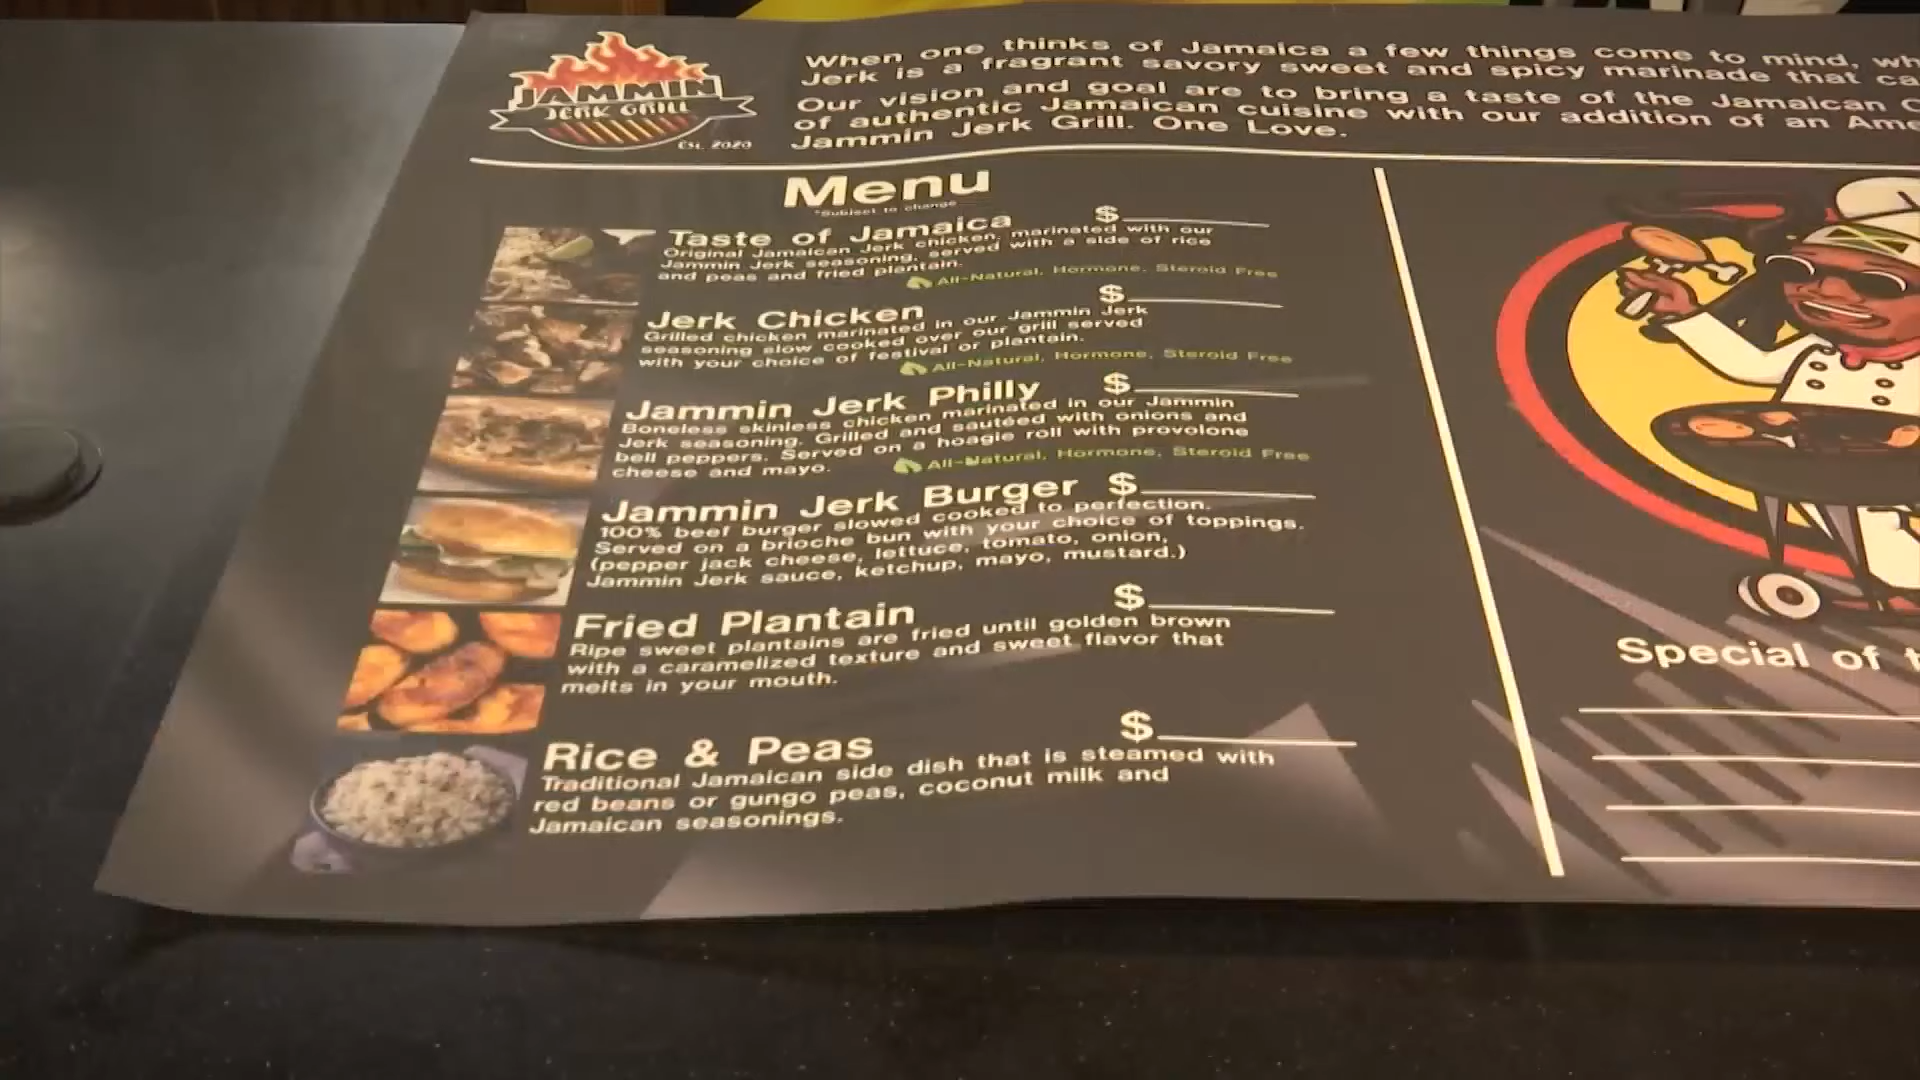 JAMMIN
JERK GRILL
Est. 2020
When one thinks of Jamaica a few things come to mind,
Jerk is a fragrant savory sweet and spicy marinade that
Our vision and goal are to bring a taste of the Jamaican
of authentic Jamaican cuisine with our addition of an
Jammin Jerk Grill. One Love.
Menu
*Subject to change
Taste of Jamaica $
Original Jamaican Jerk chicken, marinated with our
Jammin Jerk seasoning, served with a side of rice
and peas and fried plantain.
All-Natural, Hormone, Steroid Free
Jerk Chicken $
Grilled chicken marinated in our Jammin Jerk
seasoning slow cooked over our grill served
with your choice of festival or plantain.
All-Natural, Hormone, Steroid Free
Jammin Jerk Philly $
Boneless skinless chicken marinated in our Jammin
Jerk seasoning. Grilled and sautéed with onions and
bell peppers. Served on a hoagie roll with provolone
cheese and mayo.
All-Natural, Hormone, Steroid Free
Jammin Jerk Burger $
100% beef burger slowed cooked to perfection.
Served on a brioche bun with your choice of toppings.
(pepper jack cheese, lettuce, tomato, onion,
Jammin Jerk sauce, ketchup, mayo, mustard.)
Fried Plantain $
Ripe sweet plantains are fried until golden brown
with a caramelized texture and sweet flavor that
melts in your mouth.
Rice & Peas $
Traditional Jamaican side dish that is steamed with
red beans or gungo peas, coconut milk and
Jamaican seasonings.
Special of